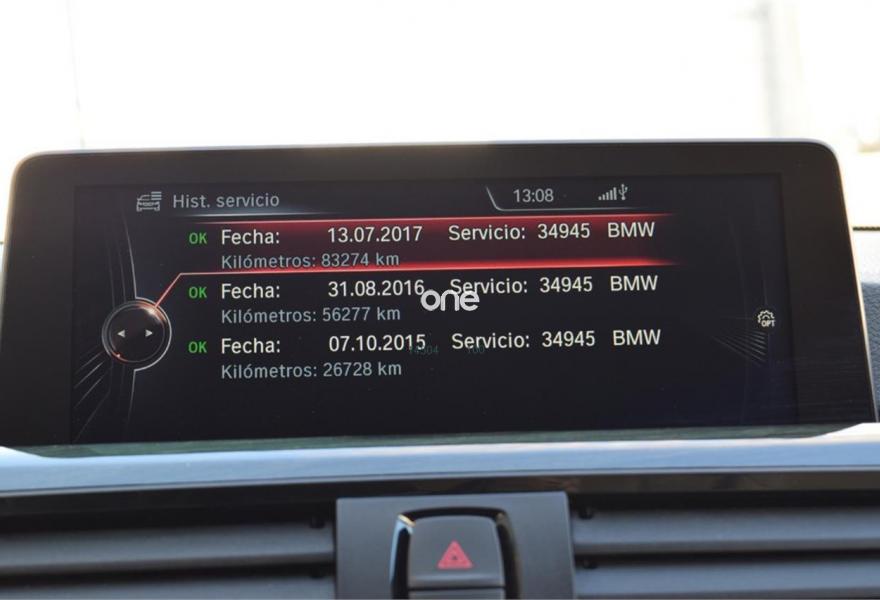 Hist. servicio 13:08
OK Fecha: 13.07.2017 Servicio: 34945 BMW
Kilómetros: 83274 km
OK Fecha: 31.08.2016 Servicio: 34945 BMW
one
Kilómetros: 56277 km
OK Fecha: 07.10.2015 Servicio: 34945 BMW
Kilómetros: 26728 km
OPT